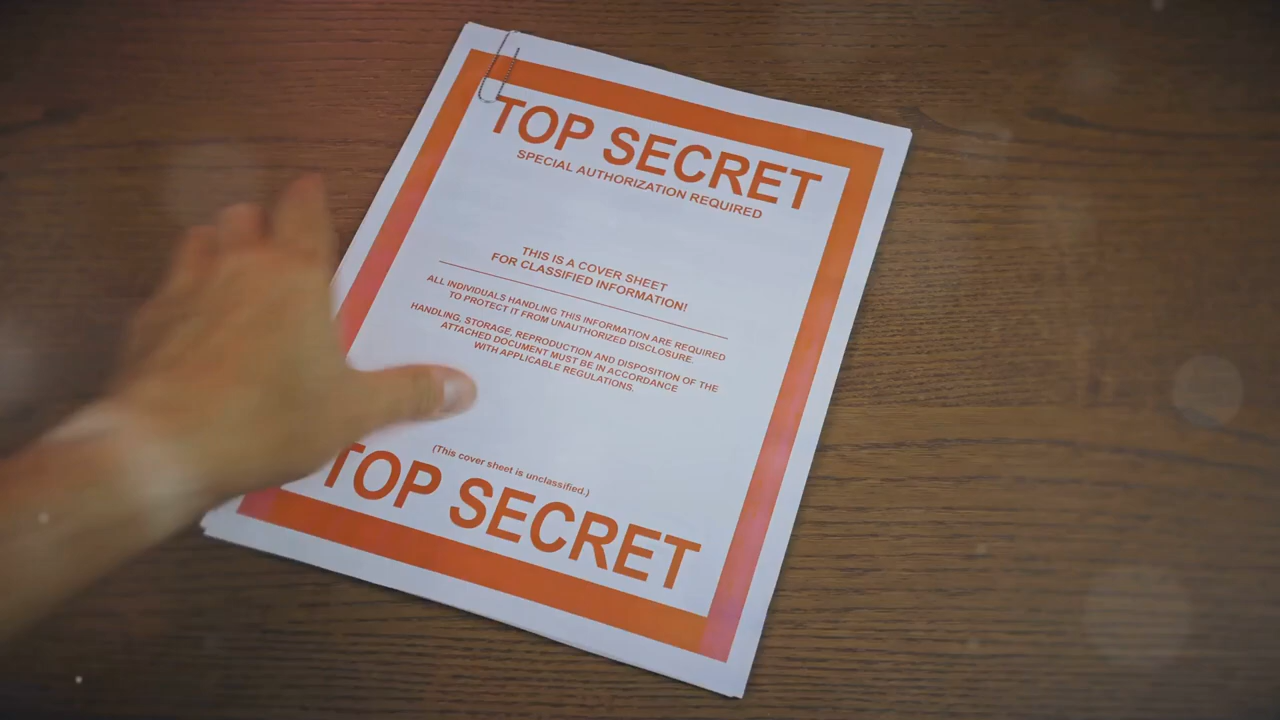 TOP SECRET
SPECIAL AUTHORIZATION REQUIRED
THIS IS A COVER SHEET
FOR CLASSIFIED INFORMATION!
ALL INDIVIDUALS HANDLING THIS INFORMATION ARE REQUIRED
TO PROTECT IT FROM UNAUTHORIZED DISCLOSURE.
HANDLING, STORAGE, REPRODUCTION AND DISPOSITION OF THE
ATTACHED DOCUMENT MUST BE IN ACCORDANCE
WITH APPLICABLE REGULATIONS.
(This cover sheet is unclassified.)
TOP SECRET